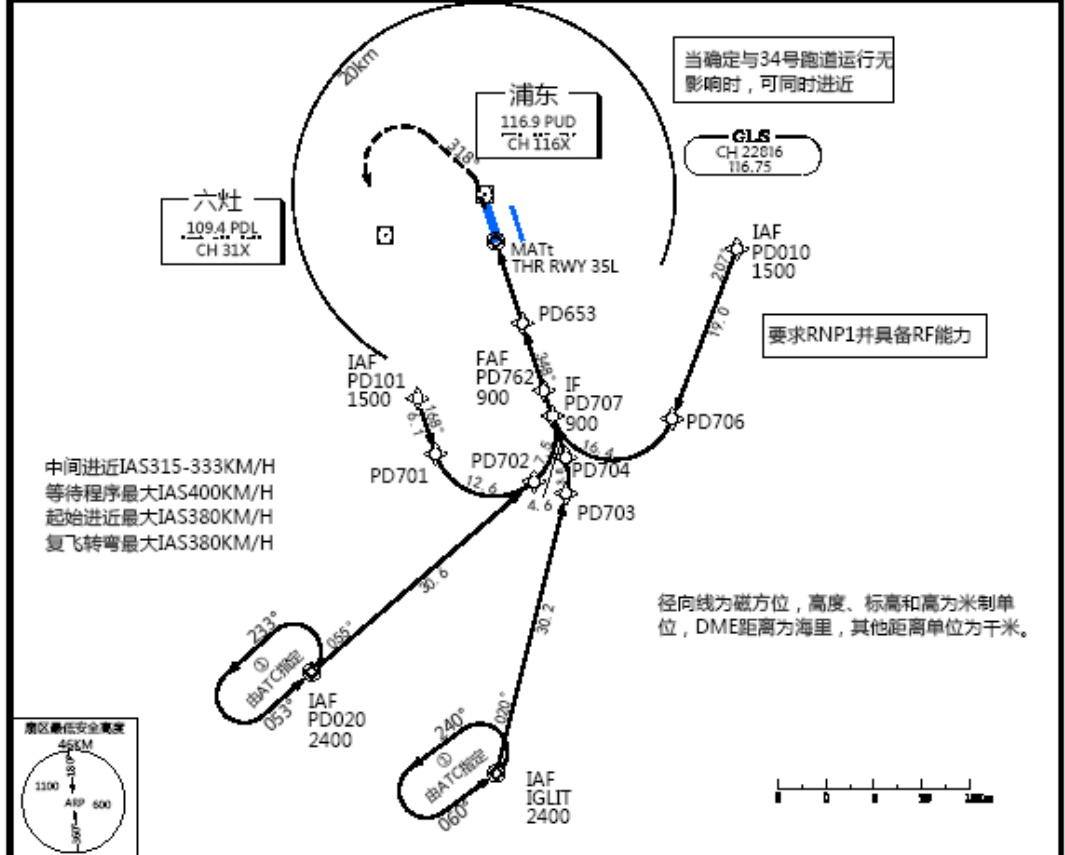 20km
当确定与34号跑道运行无
影响时，可同时进近
浦东
116.9 PUD
CH 116X
GLS
CH 22816
116.75
318°
六灶
109.4 PDL
CH 31X
MATt
THR RWY 35L
IAF
PD010
1500
207°
19.0
PD653
要求RNP1并具备RF能力
IAF
PD101
1500
168°
6.1
FAF
PD762
900
348°
IF
PD707
900
PD706
16.4
PD701
12.6
PD702
7.5
PD704
4.6
PD703
中间进近IAS315-333KM/H
等待程序最大IAS400KM/H
起始进近最大IAS380KM/H
复飞转弯最大IAS380KM/H
30.6
30.2
径向线为磁方位，高度、标高和高为米制单
位，DME距离为海里，其他距离单位为千米。
233°
①
由ATC指定
053°
055°
IAF
PD020
2400
240°
①
由ATC指定
060°
020°
IAF
IGLIT
2400
扇区最低安全高度
46KM
180°
1100
ARP
600
360°